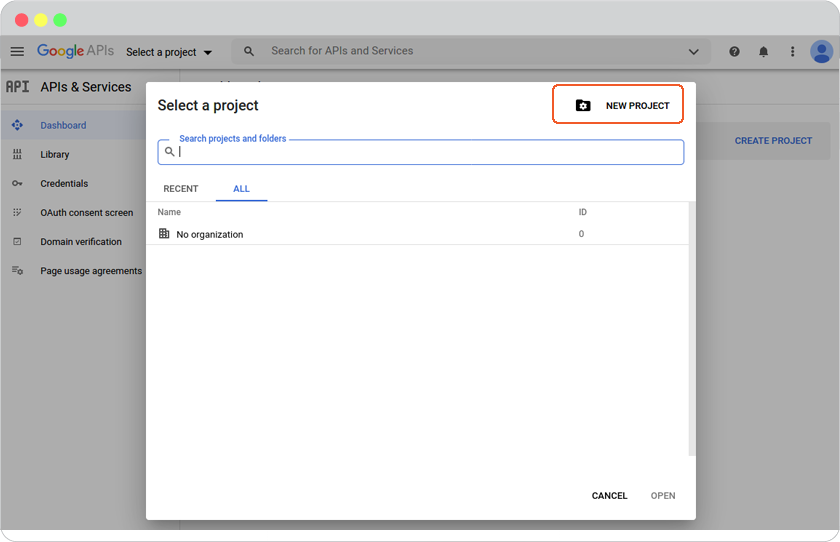 Google APIs
Select a project
Search for APIs and Services
API
APIs & Services
Dashboard
Library
Credentials
OAuth consent screen
Domain verification
Page usage agreements
CREATE PROJECT
Select a project
NEW PROJECT
Search projects and folders
RECENT
ALL
Name
ID
No organization
0
CANCEL
OPEN